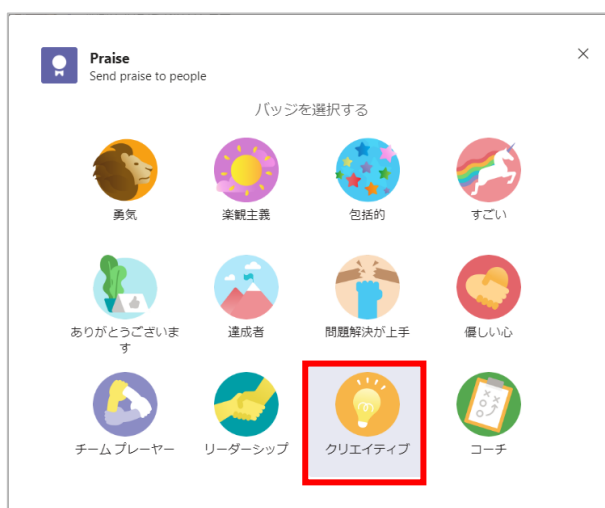 Praise
Send praise to people
バッジを選択する
勇気
楽観主義
包括的
すごい
ありがとうございま
す
達成者
問題解決が上手
優しい心
チーム プレーヤー
リーダーシップ
クリエイティブ
コーチ